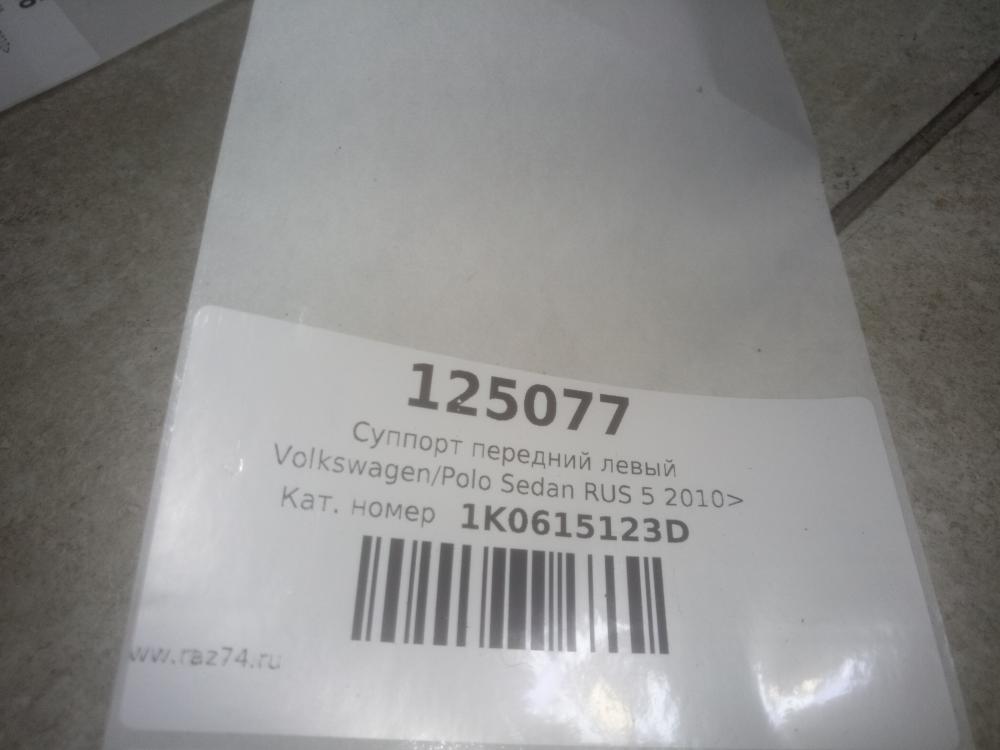 125077
Суппорт передний левый
Volkswagen/Polo Sedan RUS 5 2010>
Кат. номер 1K0615123D
www.raz74.ru